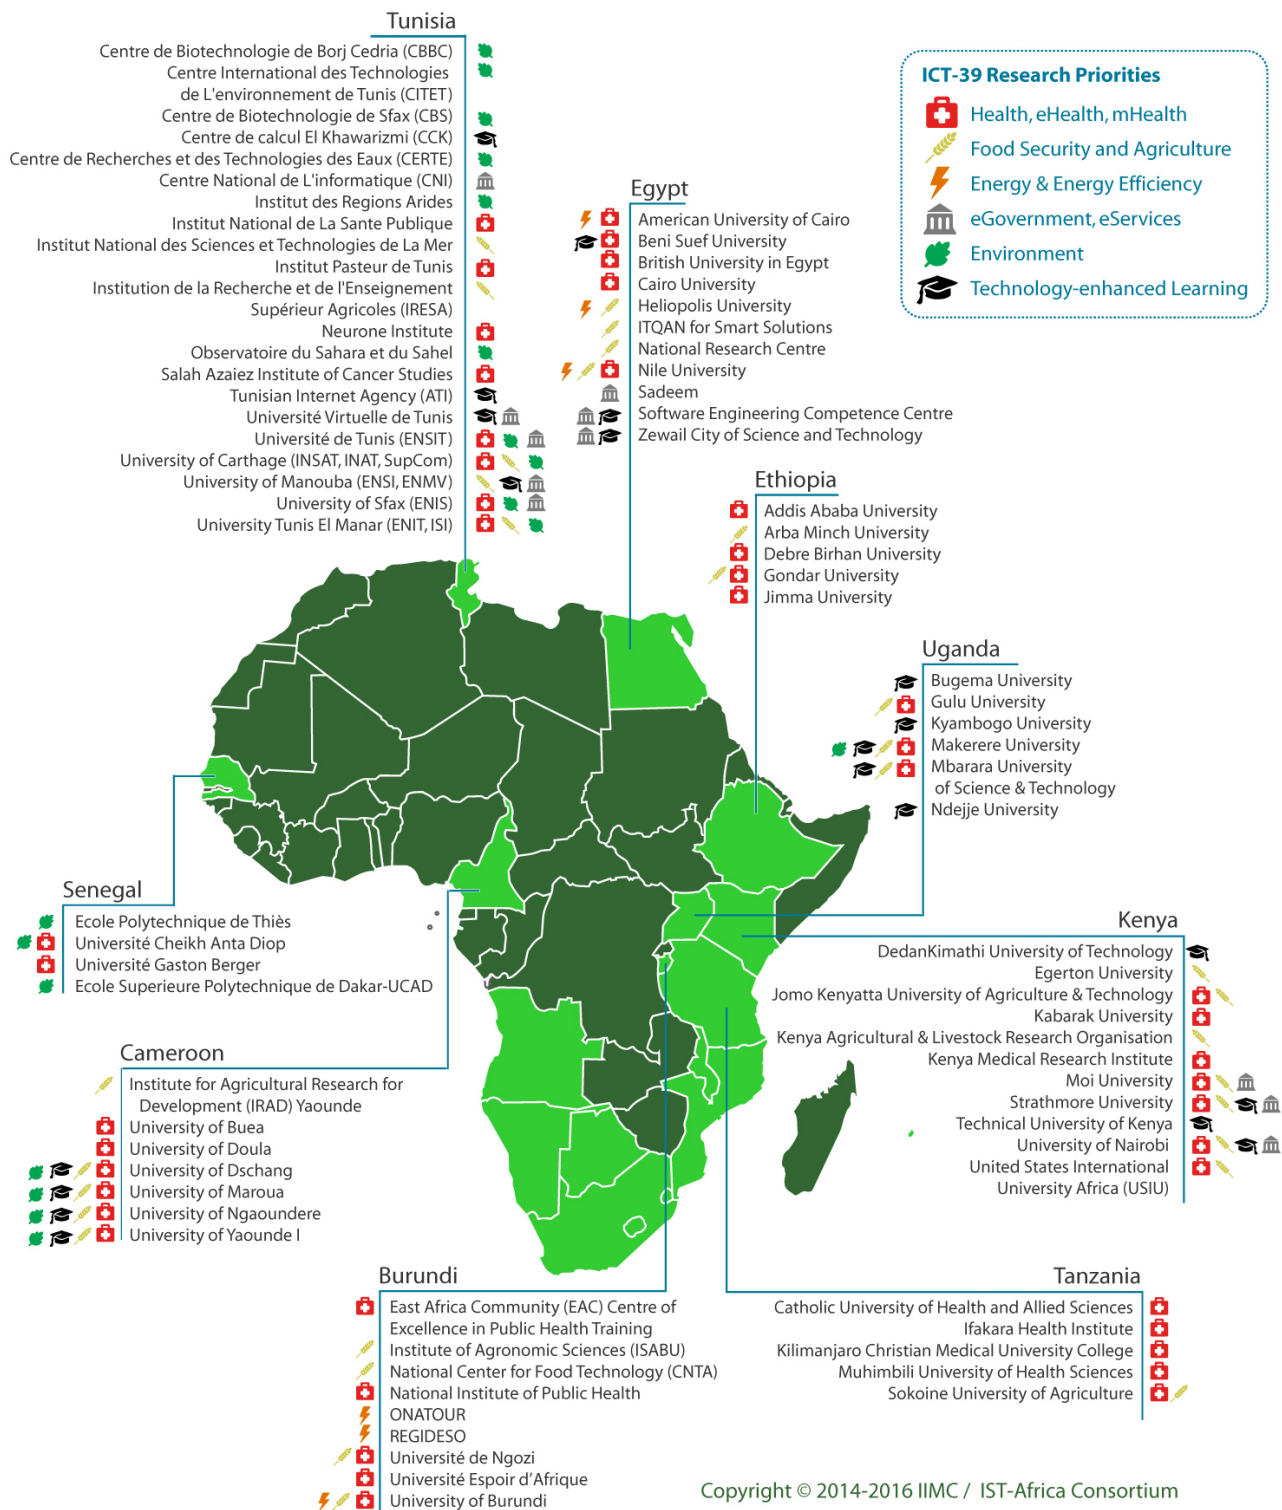 Tunisia
Centre de Biotechnologie de Borj Cedria (CBBC)
Centre International des Technologies
de L'environnement de Tunis (CITET)
Centre de Biotechnologie de Sfax (CBS)
Centre de calcul El Khawarizmi (CCK)
Centre de Recherches et des Technologies des Eaux (CERTE)
Centre National de L'informatique (CNI)
Institut des Regions Arides
Institut National de La Sante Publique
Institut National des Sciences et Technologies de La Mer
Institut Pasteur de Tunis
Institution de la Recherche et de l'Enseignement
Supérieur Agricoles (IRESA)
Neurone Institute
Observatoire du Sahara et du Sahel
Salah Azaiez Institute of Cancer Studies
Tunisian Internet Agency (ATI)
Université Virtuelle de Tunis
Université de Tunis (ENSIT)
University of Carthage (INSAT, INAT, SupCom)
University of Manouba (ENSI, ENMV)
University of Sfax (ENIS)
University Tunis El Manar (ENIT, ISI)
ICT-39 Research Priorities
Health, eHealth, mHealth
Food Security and Agriculture
Energy & Energy Efficiency
eGovernment, eServices
Environment
Technology-enhanced Learning
Egypt
American University of Cairo
Beni Suef University
British University in Egypt
Cairo University
Heliopolis University
ITQAN for Smart Solutions
National Research Centre
Nile University
Sadeem
Software Engineering Competence Centre
Zewail City of Science and Technology
Ethiopia
Addis Ababa University
Arba Minch University
Debre Birhan University
Gondar University
Jimma University
Uganda
Bugema University
Gulu University
Kyambogo University
Makerere University
Mbarara University
of Science & Technology
Ndejje University
Senegal
Ecole Polytechnique de Thiès
Université Cheikh Anta Diop
Université Gaston Berger
Ecole Superieure Polytechnique de Dakar-UCAD
Kenya
DedanKimathi University of Technology
Egerton University
Jomo Kenyatta University of Agriculture & Technology
Kabarak University
Kenya Agricultural & Livestock Research Organisation
Kenya Medical Research Institute
Moi University
Strathmore University
Technical University of Kenya
University of Nairobi
United States International
University Africa (USIU)
Cameroon
Institute for Agricultural Research for
Development (IRAD) Yaounde
University of Buea
University of Doula
University of Dschang
University of Maroua
University of Ngaoundere
University of Yaounde I
Burundi
East Africa Community (EAC) Centre of
Excellence in Public Health Training
Institute of Agronomic Sciences (ISABU)
National Center for Food Technology (CNTA)
National Institute of Public Health
ONATOUR
REGIDESO
Université de Ngozi
Université Espoir d'Afrique
University of Burundi
Tanzania
Catholic University of Health and Allied Sciences
Ifakara Health Institute
Kilimanjaro Christian Medical University College
Muhimbili University of Health Sciences
Sokoine University of Agriculture
Copyright © 2014-2016 IIMC / IST-Africa Consortium